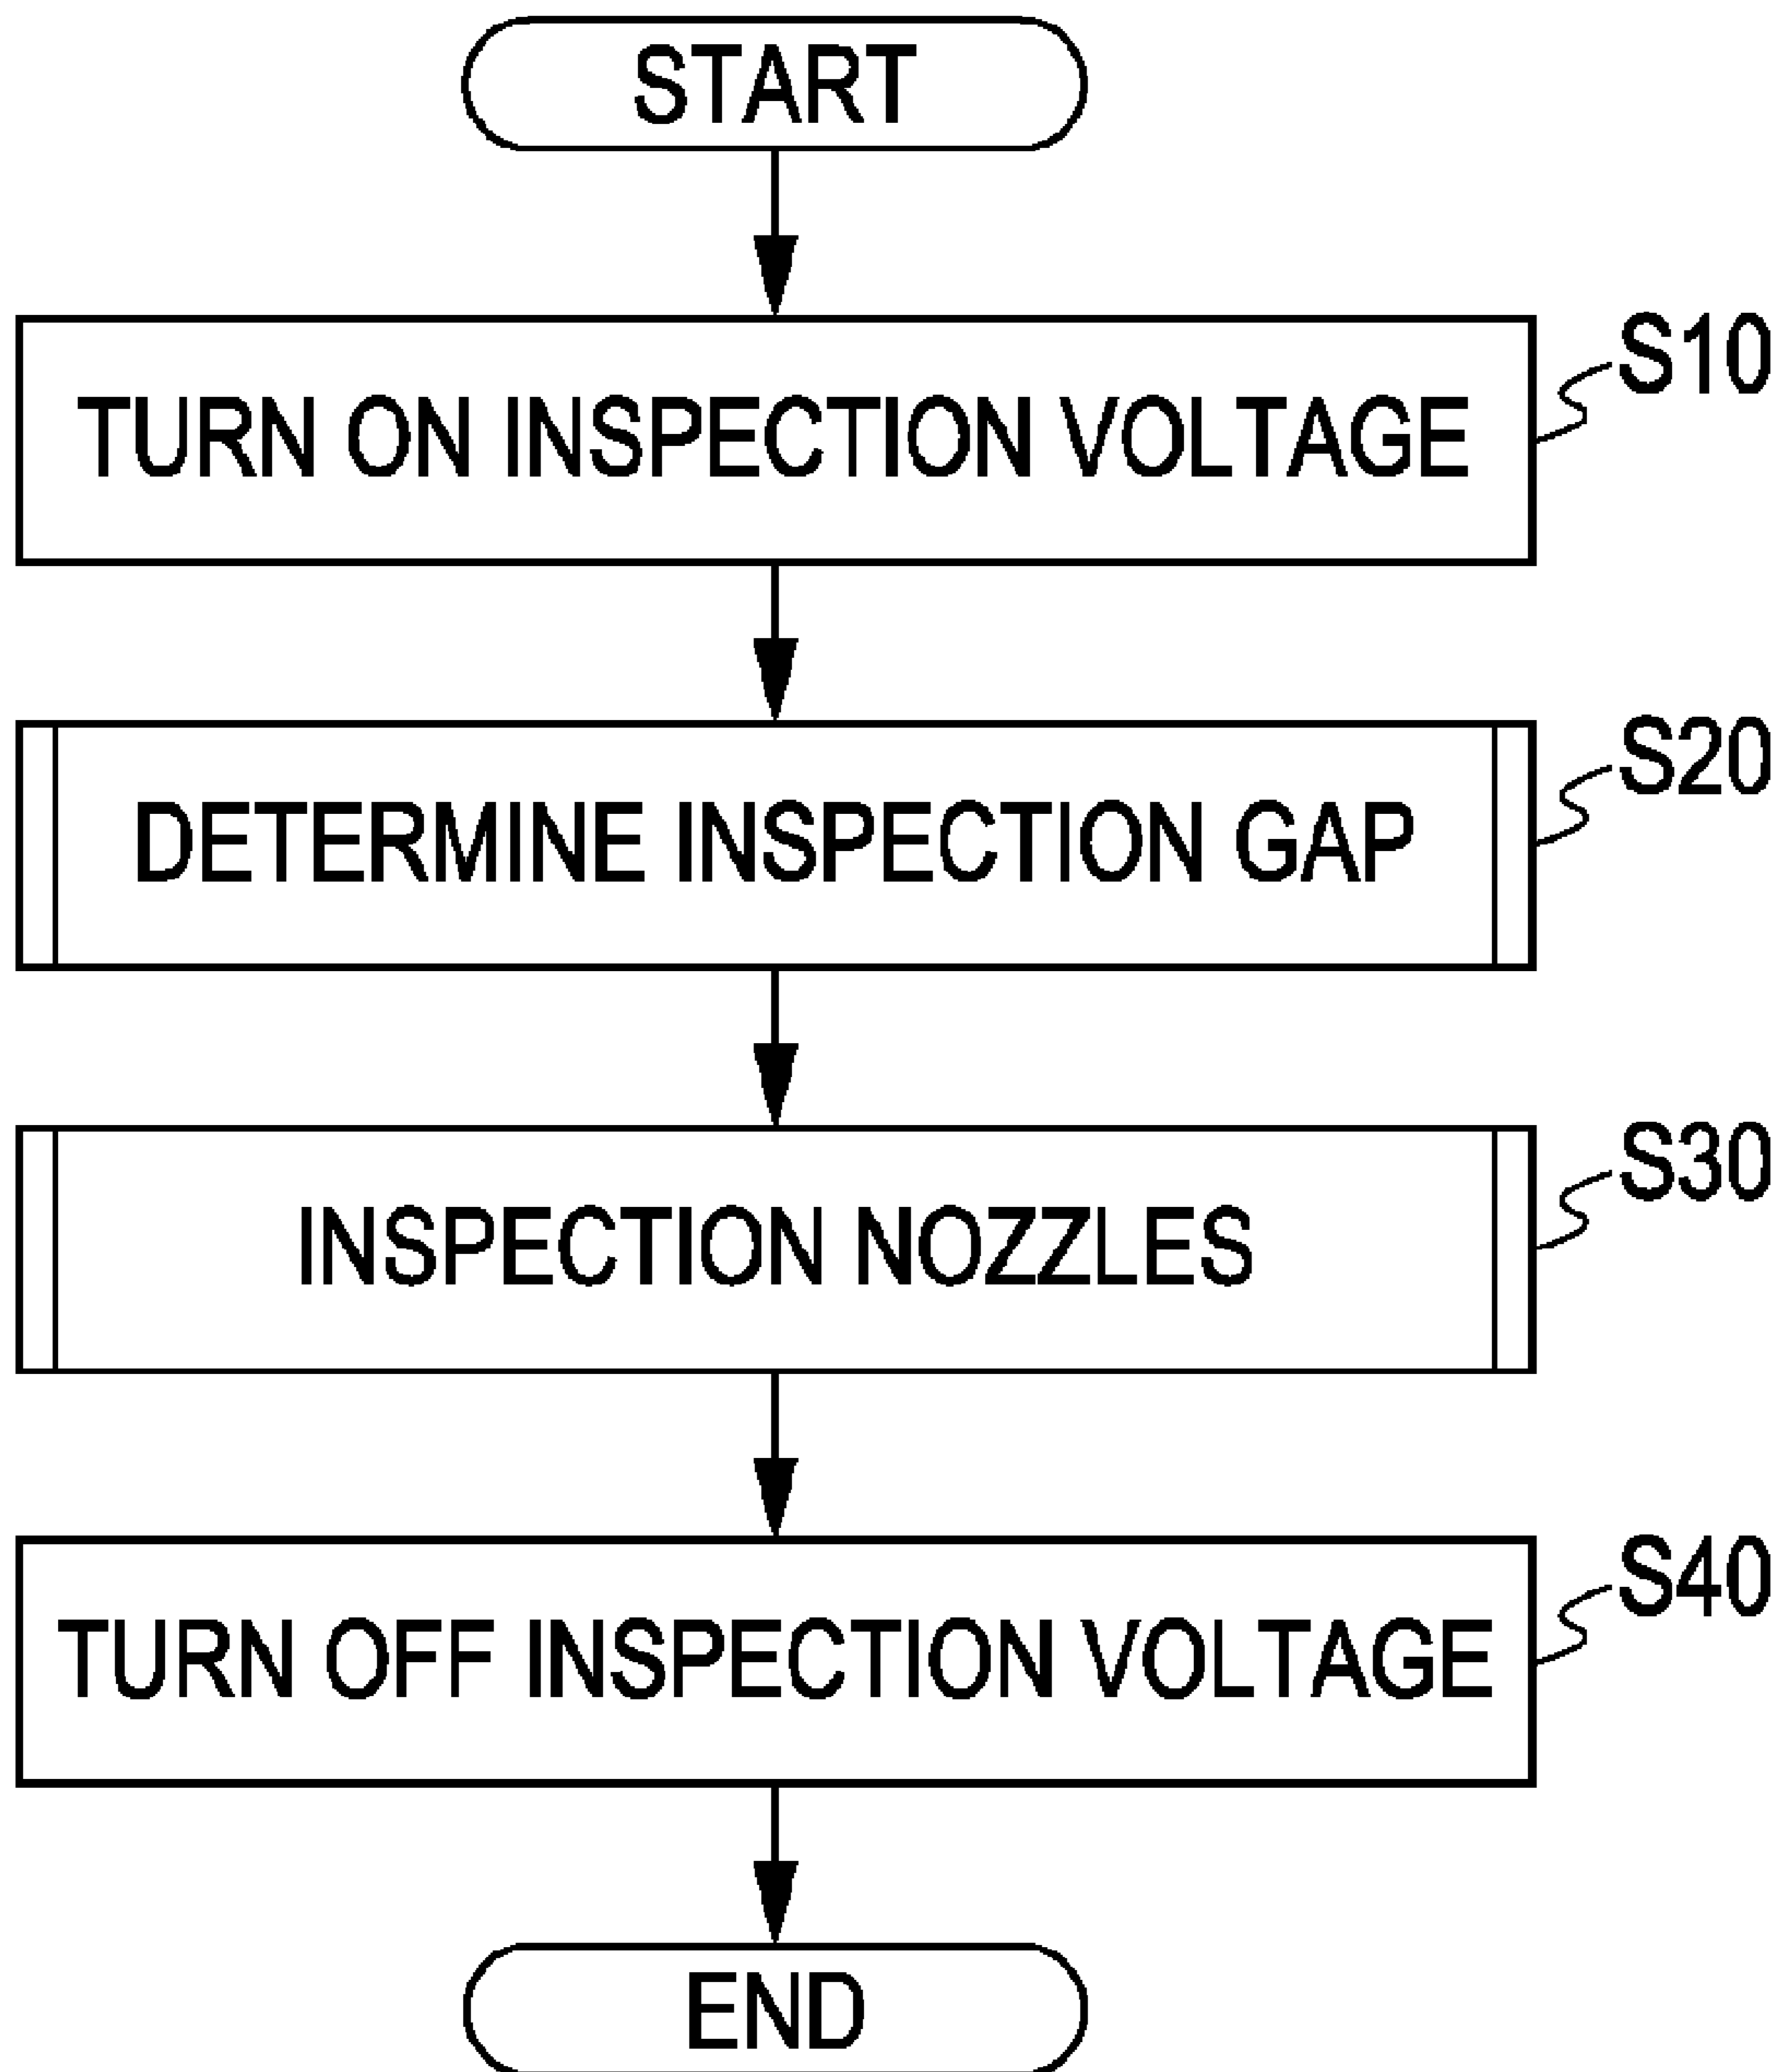 START
TURN ON INSPECTION VOLTAGE
S10
DETERMINE INSPECTION GAP
S20
INSPECTION NOZZLES
S30
TURN OFF INSPECTION VOLTAGE
S40
END